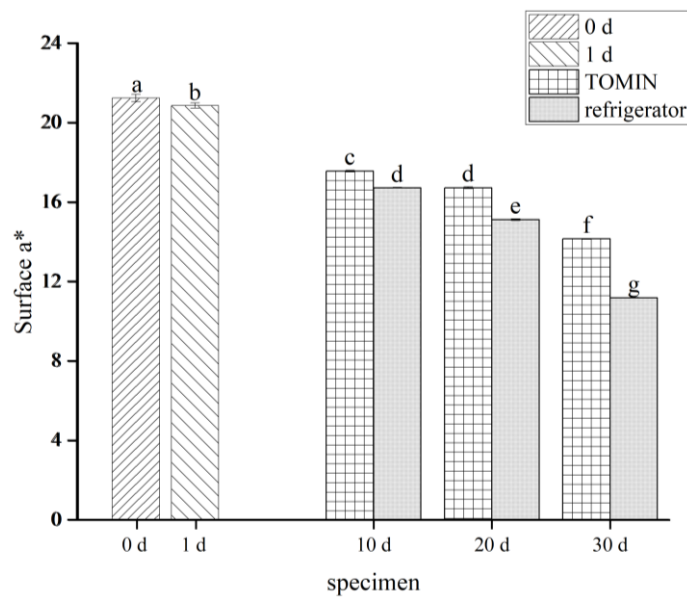 0 d
1 d
TOMIN
refrigerator
24
20
16
12
8
4
0
Surface a*
a
b
c
d
d
e
f
g
0 d
1 d
10 d
20 d
30 d
specimen